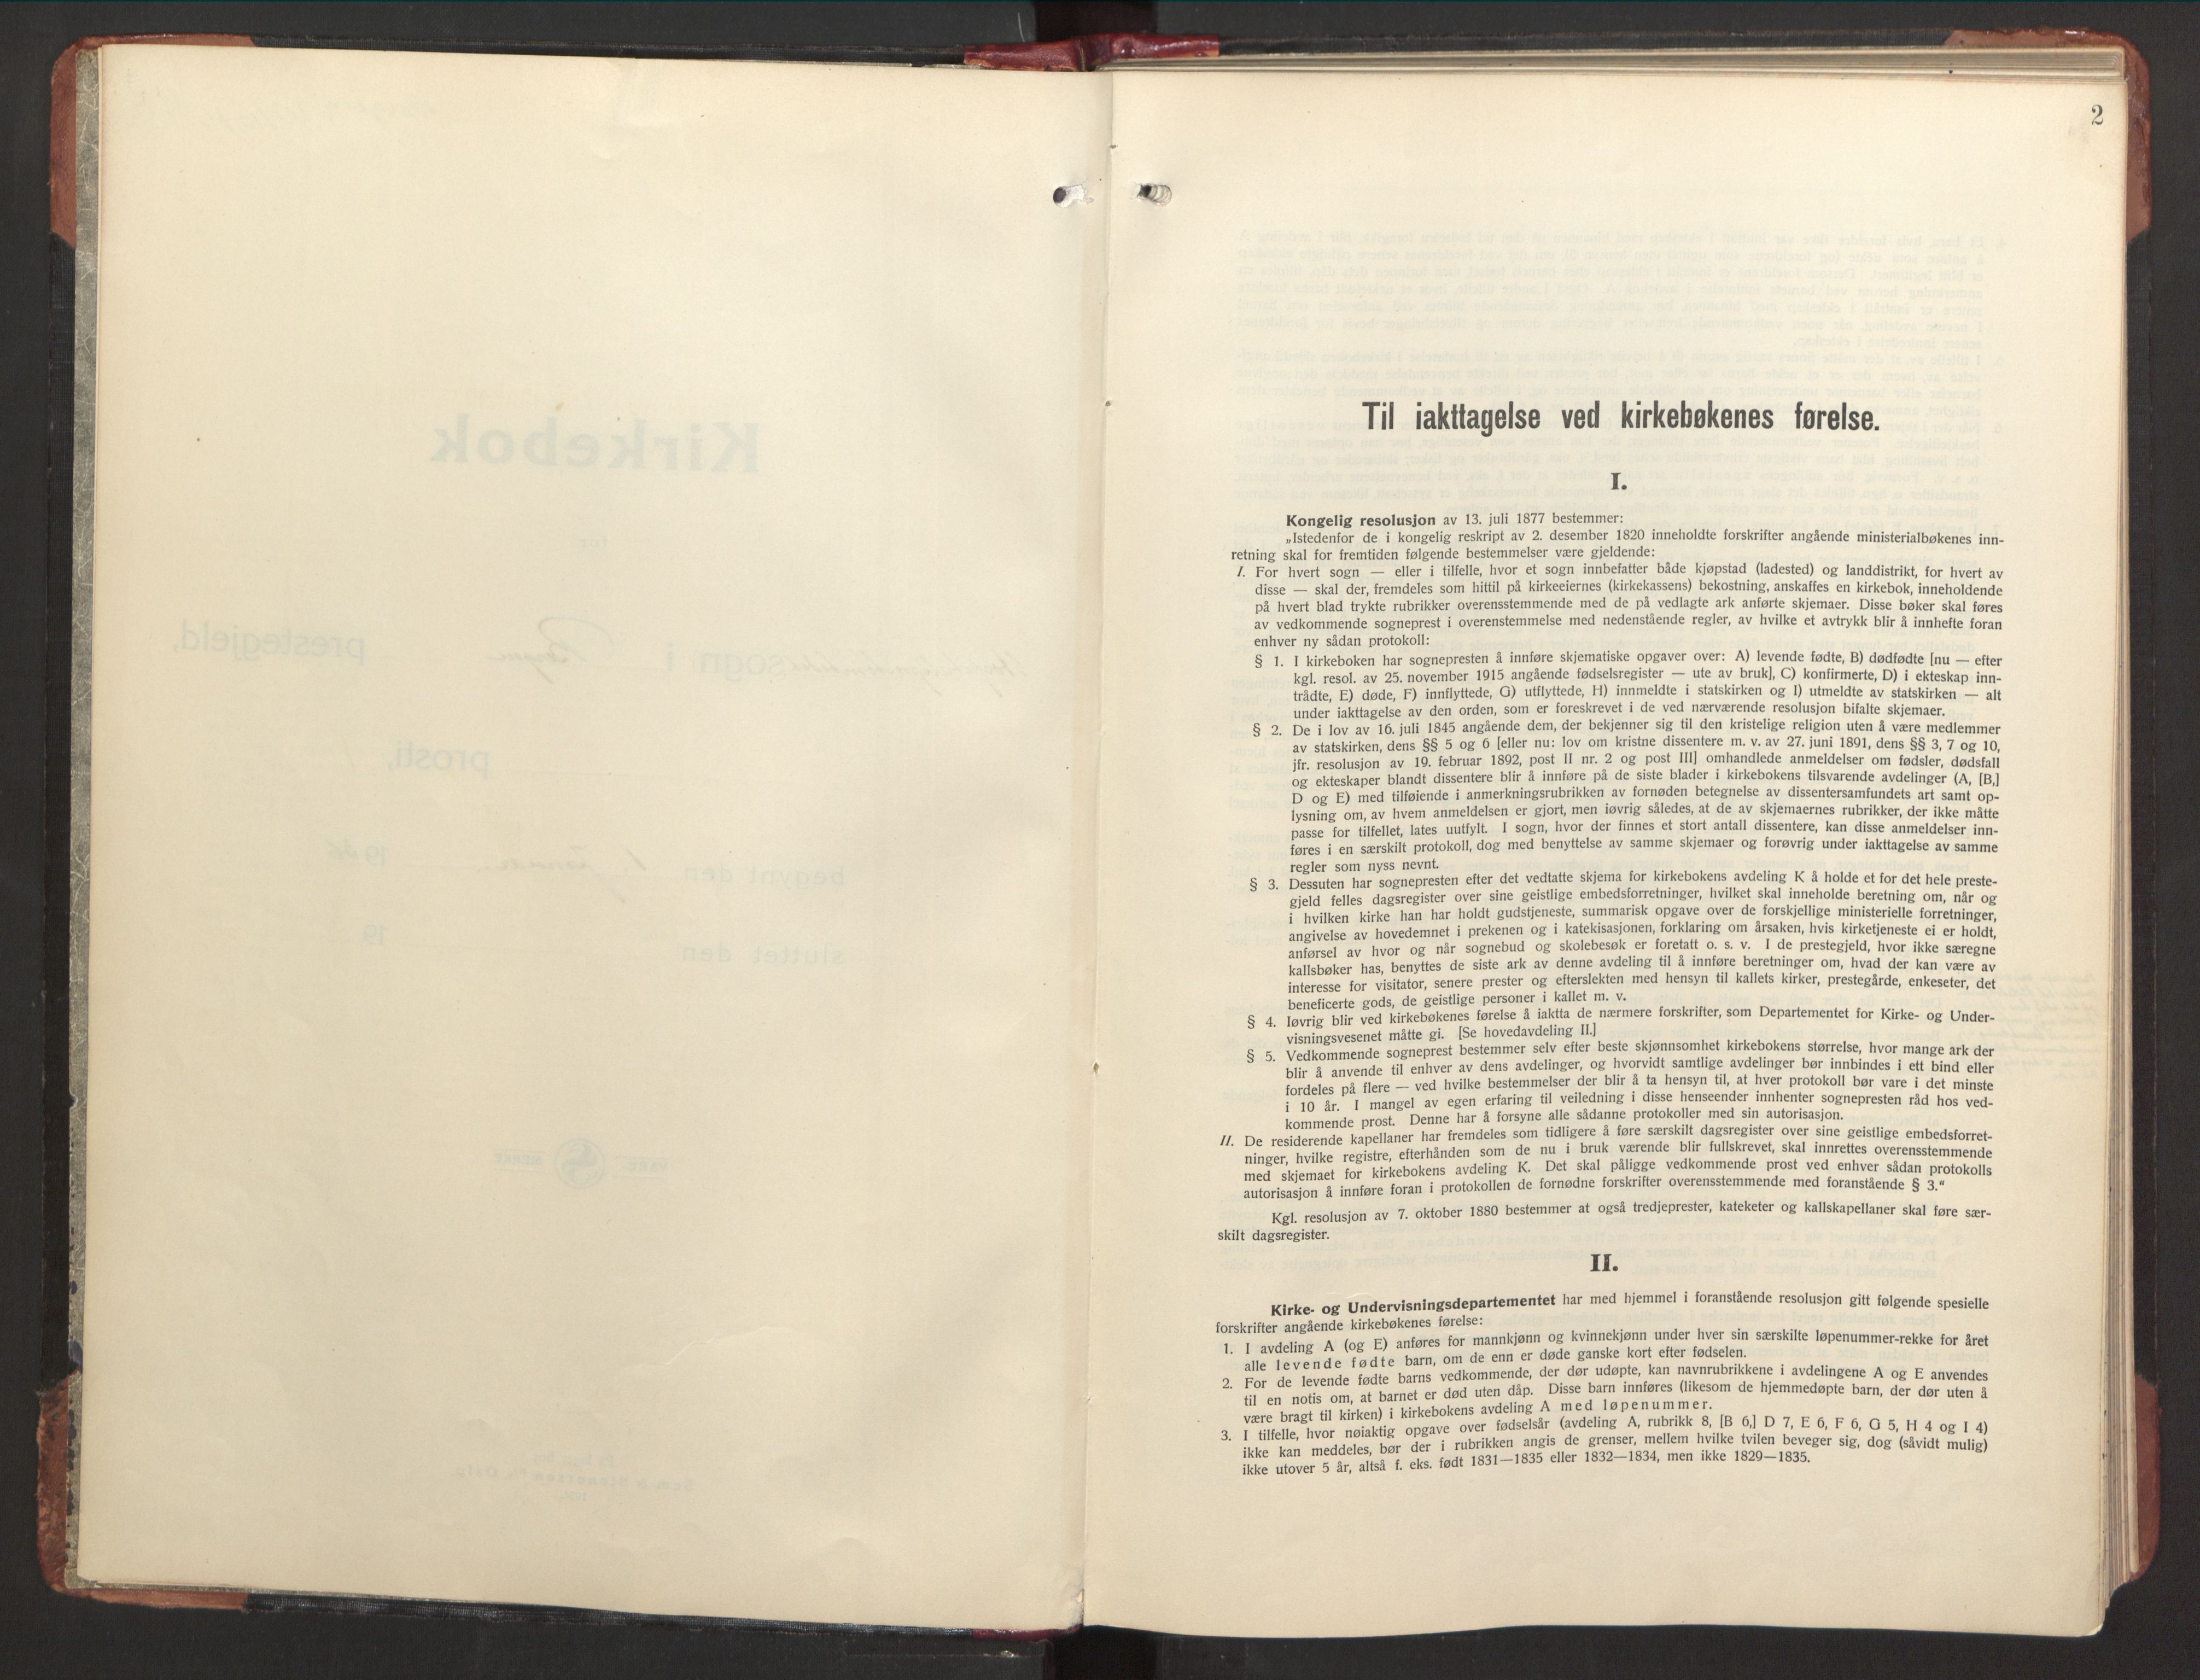 2
Til iakttagelse ved kirkebøkenes førelse.
I.
Kongelig resolusjon av 13. juli 1877 bestemmer:
„Istedenfor de i kongelig reskript av 2. desember 1820 inneholdte forskrifter angående ministerialbøkenes inn-
retning skal for fremtiden følgende bestemmelser være gjeldende:
I. For hvert sogn — eller i tilfelle, hvor et sogn innbefatter både kjøpstad (ladested) og landdistrikt, for hvert av
disse — skal der, fremdeles som hittil på kirkeeiernes (kirkekassens) bekostning, anskaffes en kirkebok, inneholdende
på hvert blad trykte rubrikker overensstemmende med de på vedlagte ark anførte skjemaer. Disse bøker skal føres
av vedkommende sogneprest i overenstemmelse med nedenstående regler, av hvilke et avtrykk blir å innhefte foran
enhver ny sådan protokoll:
§ 1. I kirkeboken har sognepresten å innføre skjematiske opgaver over: A) levende fødte, B) dødfødte [nu — efter
kgl. resol. av 25. november 1915 angående fødselsregister — ute av bruk], C) konfirmerte, D) i ekteskap inn-
trådte, E) døde, F) innflyttede, G) utflyttede, H) innmeldte i statskirken og I) utmeldte av statskirken — alt
under iakttagelse av den orden, som er foreskrevet i de ved nærværende resolusjon bifalte skjemaer.
§ 2. De i lov av 16. juli 1845 angående dem, der bekjenner sig til den kristelige religion uten å være medlemmer
av statskirken, dens §§ 5 og 6 [eller nu: lov om kristne dissentere m. v. av 27. juni 1891, dens §§ 3, 7 og 10,
jfr. resolusjon av 19. februar 1892, post II nr. 2 og post III] omhandlede anmeldelser om fødsler, dødsfall
og ekteskaper blandt dissentere blir å innføre på de siste blader i kirkebokens tilsvarende avdelinger (A, [B,]
D og E) med tilføiende i anmerkningsrubrikken av fornøden betegnelse av dissentersamfundets art samt op-
lysning om, av hvem anmeldelsen er gjort, men iøvrig således, at de av skjemaernes rubrikker, der ikke måtte
passe for tilfellet, lates uutfylt. I sogn, hvor der finnes et stort antall dissentere, kan disse anmeldelser inn-
føres i en særskilt protokoll, dog med benyttelse av samme skjemaer og forøvrig under iakttagelse av samme
regler som nyss nevnt.
§ 3. Dessuten har sognepresten efter det vedtatte skjema for kirkebokens avdeling K å holde et for det hele preste-
gjeld felles dagsregister over sine geistlige embedsforretninger, hvilket skal inneholde beretning om, når og
i hvilken kirke han har holdt gudstjeneste, summarisk opgave over de forskjellige ministerielle forretninger,
angivelse av hovedemnet i prekenen og i katekisasjonen, forklaring om årsaken, hvis kirketjeneste ei er holdt,
anførsel av hvor og når sognebud og skolebesøk er foretatt o. s. v. I de prestegjeld, hvor ikke særegne
kallsbøker has, benyttes de siste ark av denne avdeling til å innføre beretninger om, hvad der kan være av
interesse for visitator, senere prester og efterslekten med hensyn til kallets kirker, prestegårde, enkeseter, det
beneficerte gods, de geistlige personer i kallet m. v.
§ 4. Iøvrig blir ved kirkebøkenes førelse å iaktta de nærmere forskrifter, som Departementet for Kirke- og Under-
visningsvesenet måtte gi. [Se hovedavdeling II.]
§ 5. Vedkommende sogneprest bestemmer selv efter beste skjønnsomhet kirkebokens størrelse, hvor mange ark der
blir å anvende til enhver av dens avdelinger, og hvorvidt samtlige avdelinger bør innbindes i ett bind eller
fordeles på flere — ved hvilke bestemmelser der blir å ta hensyn til, at hver protokoll bør vare i det minste
i 10 år. I mangel av egen erfaring til veiledning i disse henseender innhenter sognepresten råd hos ved-
kommende prost. Denne har å forsyne alle sådanne protokoller med sin autorisasjon.
II. De residerende kapellaner har fremdeles som tidligere å føre særskilt dagsregister over sine geistlige embedsforret-
ninger, hvilke registre, efterhånden som de nu i bruk værende blir fullskrevet, skal innrettes overensstemmende
med skjemaet for kirkebokens avdeling K. Det skal påligge vedkommende prost ved enhver sådan protokolls
autorisasjon å innføre foran i protokollen de fornødne forskrifter overensstemmende med foranstående § 3.“
Kgl. resolusjon av 7. oktober 1880 bestemmer at også tredjeprester, kateketer og kallskapellaner skal føre sær-
skilt dagsregister.
II.
Kirke- og Undervisningsdepartementet har med hjemmel i foranstående resolusjon gitt følgende spesielle
forskrifter angående kirkebøkenes førelse:
1. I avdeling A (og E) anføres for mannkjønn og kvinnekjønn under hver sin særskilte løpenummer-rekke for året
alle levende fødte barn, om de enn er døde ganske kort efter fødselen.
2. For de levende fødte barns vedkommende, der dør udøpte, kan navnrubrikkene i avdelingene A og E anvendes
til en notis om, at barnet er død uten dåp. Disse barn innføres (likesom de hjemmedøpte barn, der dør uten å
være bragt til kirken) i kirkebokens avdeling A med løpenummer.
3. I tilfelle, hvor nøiaktig opgave over fødselsår (avdeling A, rubrikk 8, [B 6,] D 7, E 6, F 6, G 5, H 4 og I 4)
ikke kan meddeles, bør der i rubrikken angis de grenser, mellem hvilke tvilen beveger sig, dog (såvidt mulig)
ikke utover 5 år, altså f. eks. født 1831—1835 eller 1832—1834, men ikke 1829—1835.